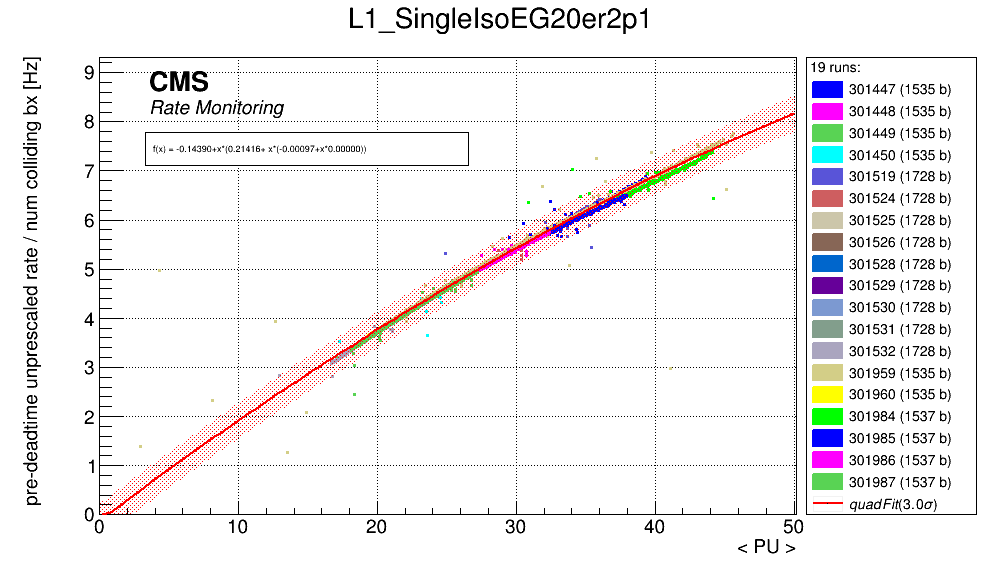 L1_SingleIsoEG20er2p1
pre-deadtime unprescaled rate / num colliding bx [Hz]
CMS
Rate Monitoring
f(x) = -0.14390+x*(0.21416+ x*(-0.00097+x*0.00000))
9
8
7
6
5
4
3
2
1
0
0 10 20 30 40 50
< PU >
19 runs:
301447 (1535 b)
301448 (1535 b)
301449 (1535 b)
301450 (1535 b)
301519 (1728 b)
301524 (1728 b)
301525 (1728 b)
301526 (1728 b)
301528 (1728 b)
301529 (1728 b)
301530 (1728 b)
301531 (1728 b)
301532 (1728 b)
301959 (1535 b)
301960 (1535 b)
301984 (1537 b)
301985 (1537 b)
301986 (1537 b)
301987 (1537 b)
quadFit(3.0σ)